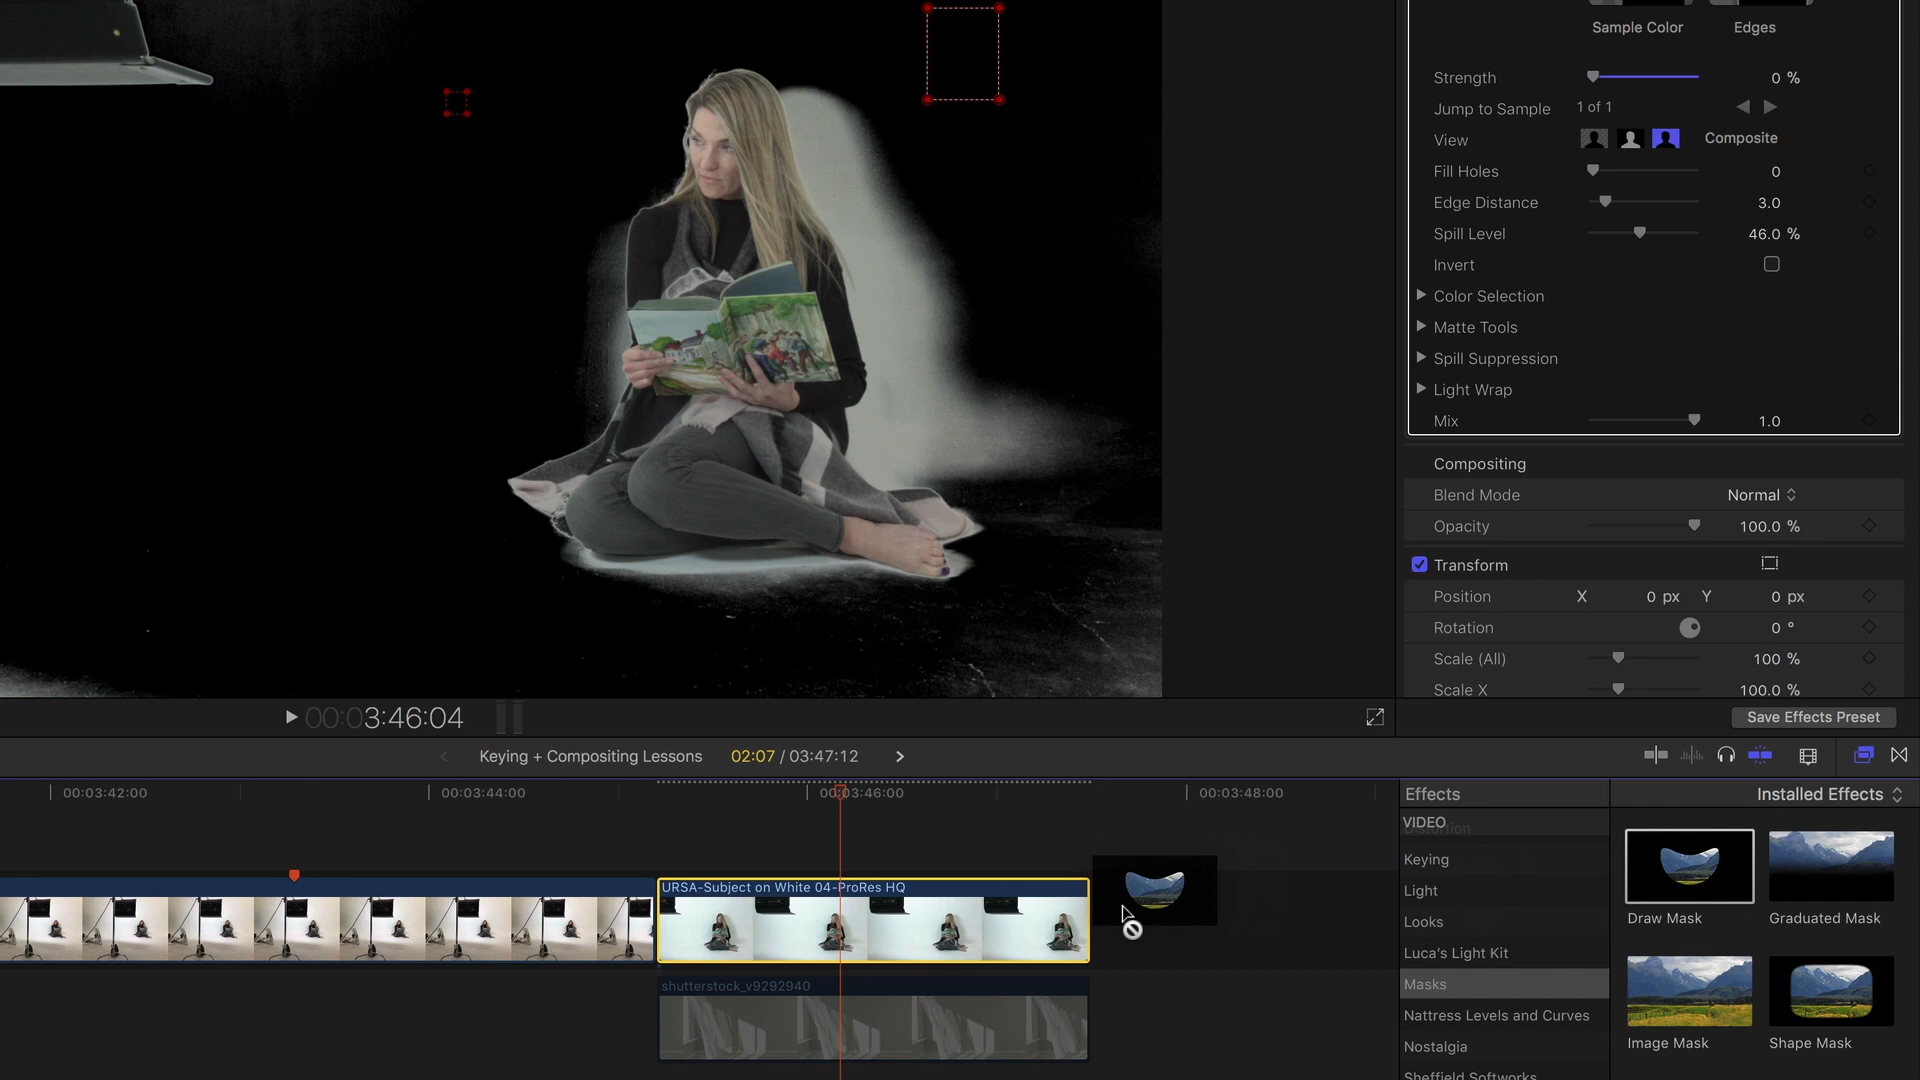 Sample Color
Edges
Strength
0 %
Jump to Sample
1 of 1
View
Composite
Fill Holes
0
Edge Distance
3.0
Spill Level
46.0 %
Invert
Color Selection
Matte Tools
Spill Suppression
Light Wrap
Mix
1.0
Compositing
Blend Mode
Normal
Opacity
100.0 %
Transform
Position
X
0 px
Y
0 px
Rotation
0 °
Scale (All)
100 %
Scale X
100.0 %
00:03:46:04
Save Effects Preset
Keying + Compositing Lessons
02:07 / 03:47:12
00:03:42:00
00:03:44:00
00:03:46:00
00:03:48:00
Effects
Installed Effects
VIDEO
Distortion
Keying
Light
Looks
Luca's Light Kit
Masks
Nattress Levels and Curves
Nostalgia
Sheffield Softworks
Draw Mask
Graduated Mask
Image Mask
Shape Mask
URSA-Subject on White 04-ProRes HQ
shutterstock_v9292940